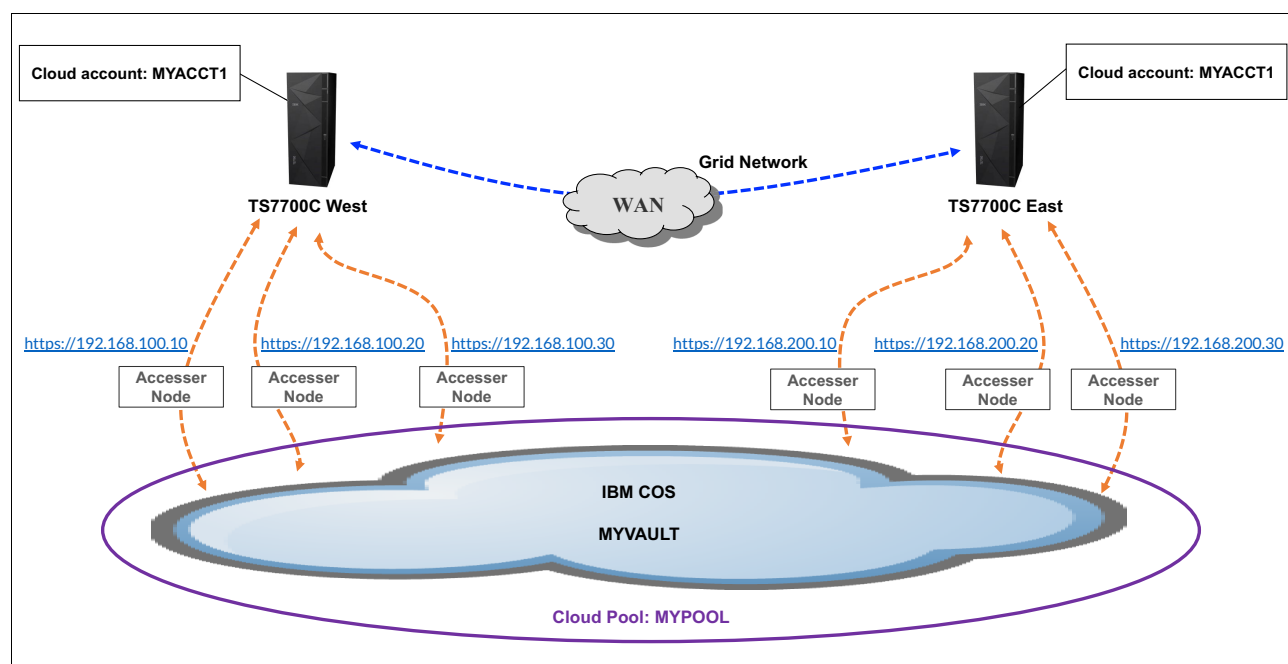 Cloud account: MYACCT1
Cloud account: MYACCT1
Grid Network
WAN
TS7700C West
TS7700C East
https://192.168.100.10
https://192.168.100.20
https://192.168.100.30
https://192.168.200.10
https://192.168.200.20
https://192.168.200.30
Accesser
Node
Accesser
Node
Accesser
Node
Accesser
Node
Accesser
Node
Accesser
Node
IBM COS
MYVAULT
Cloud Pool: MYPOOL